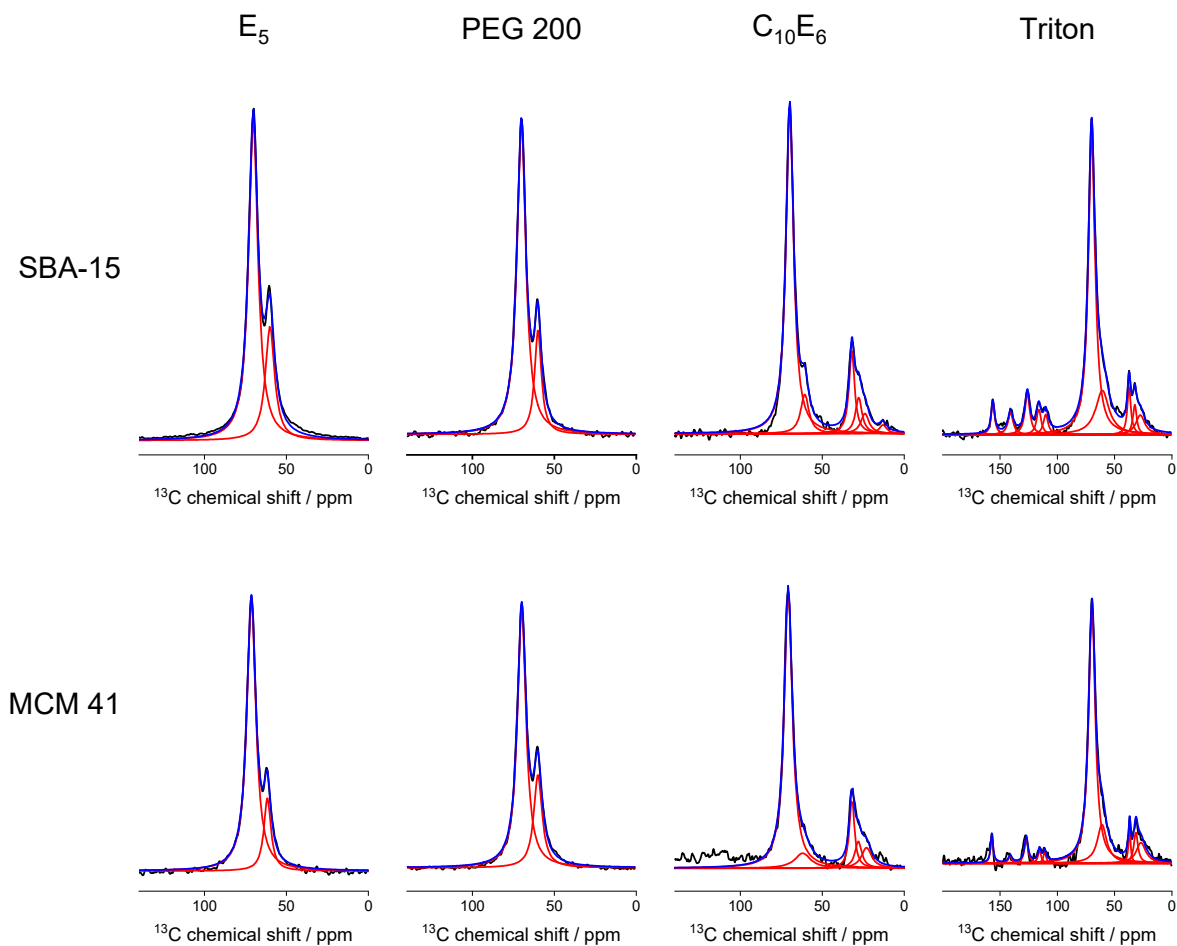 E₅ PEG 200 C₁₀E₆ Triton
SBA-15
100 50 0 100 50 0 100 50 0 150 100 50 0
¹³C chemical shift / ppm ¹³C chemical shift / ppm ¹³C chemical shift / ppm ¹³C chemical shift / ppm
MCM 41
100 50 0 100 50 0 100 50 0 150 100 50 0
¹³C chemical shift / ppm ¹³C chemical shift / ppm ¹³C chemical shift / ppm ¹³C chemical shift / ppm